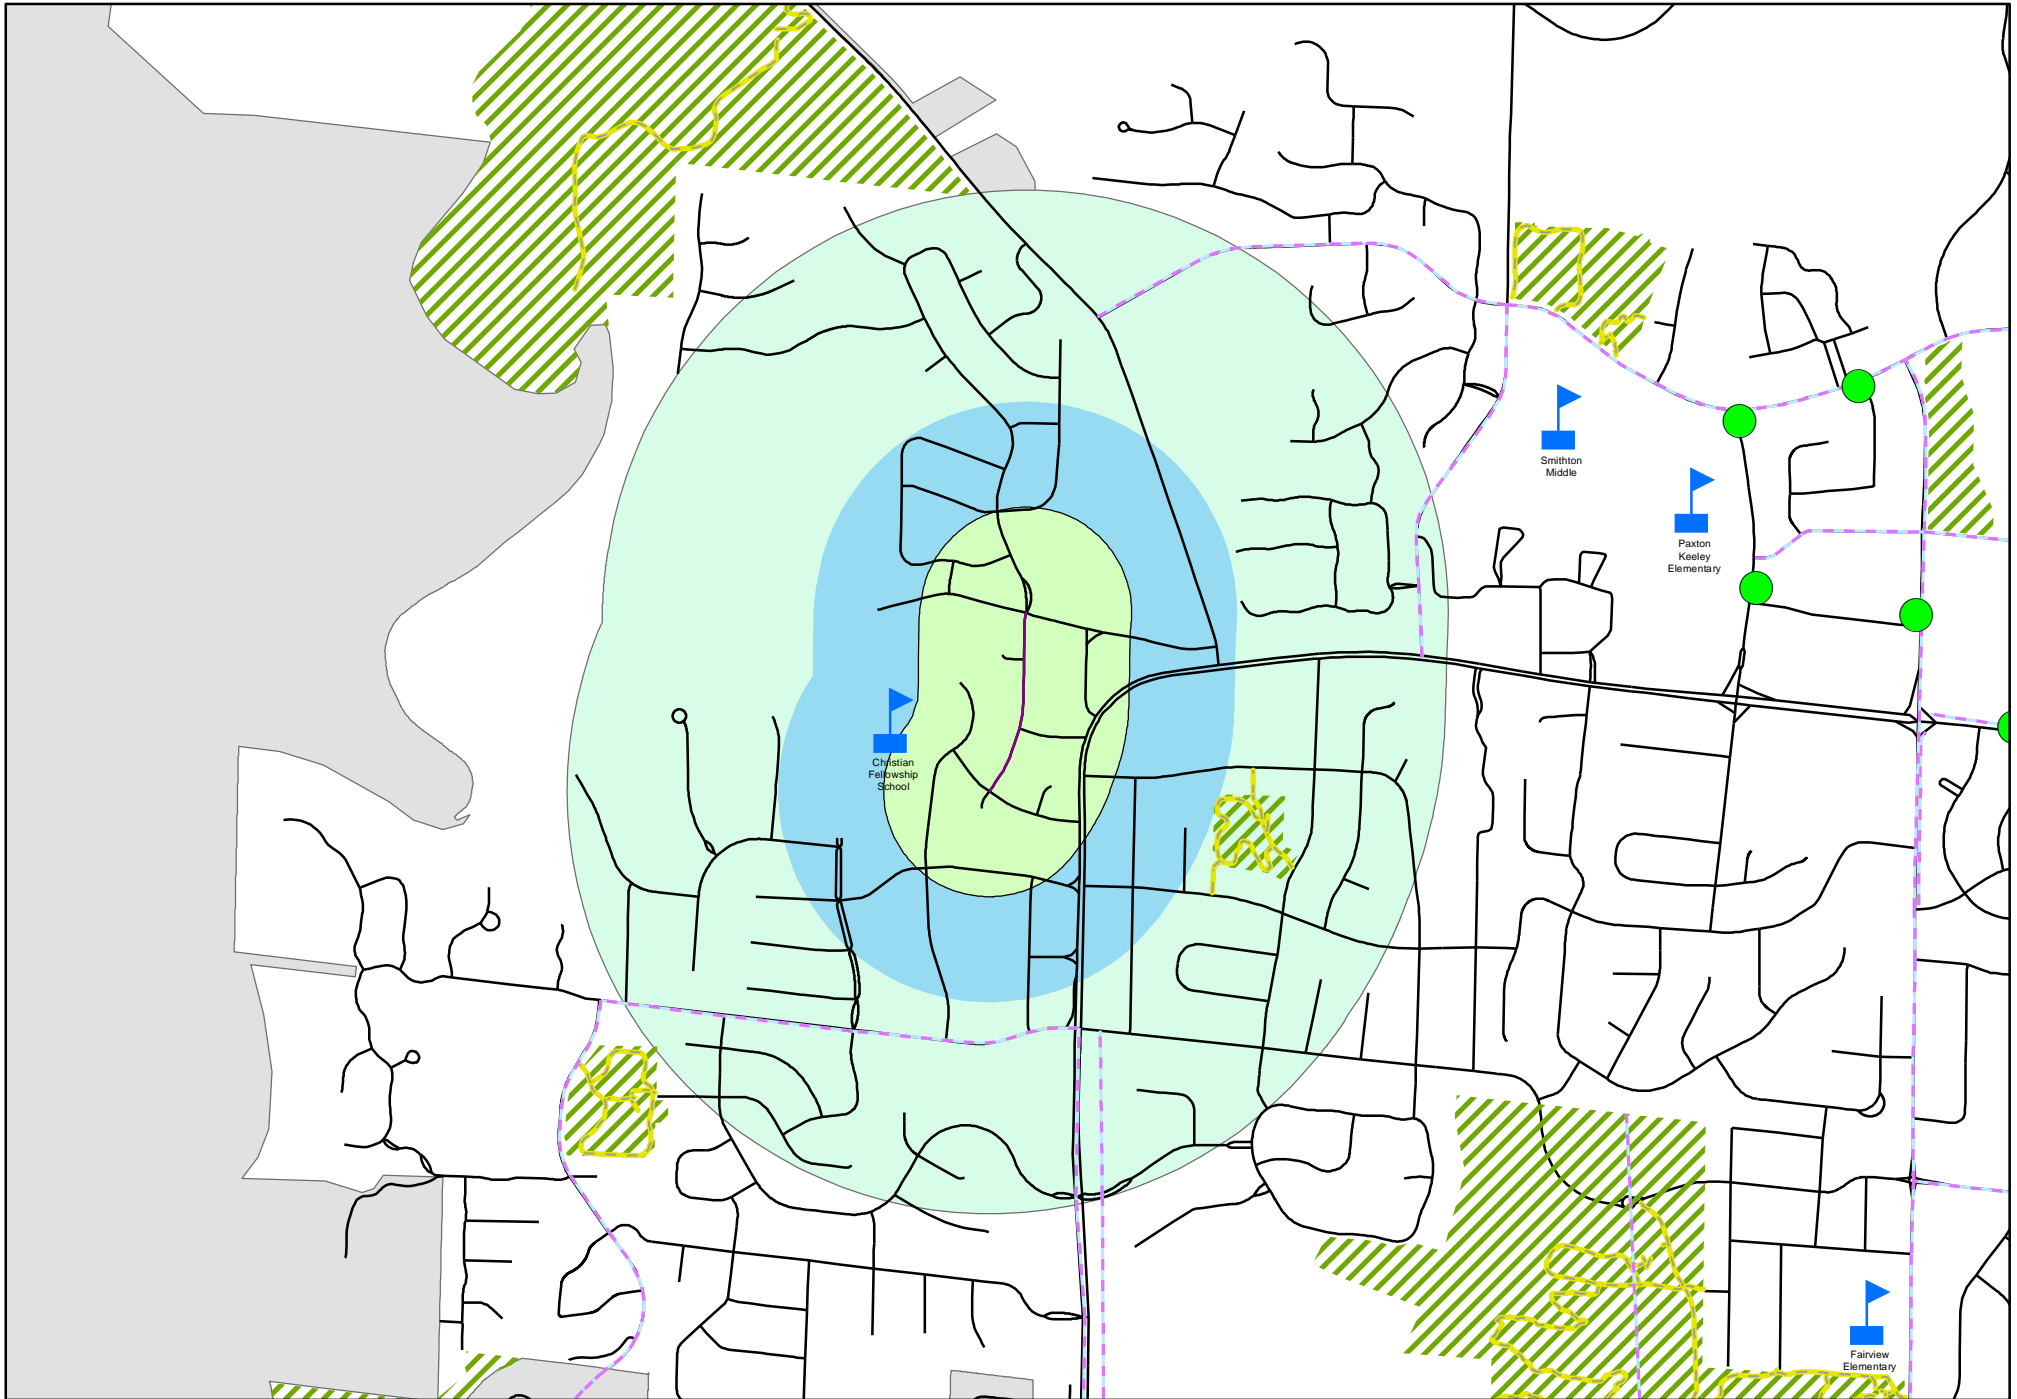 Smithton
Middle
Paxton
Keeley
Elementary
Christian
Fellowship
School
Fairview
Elementary